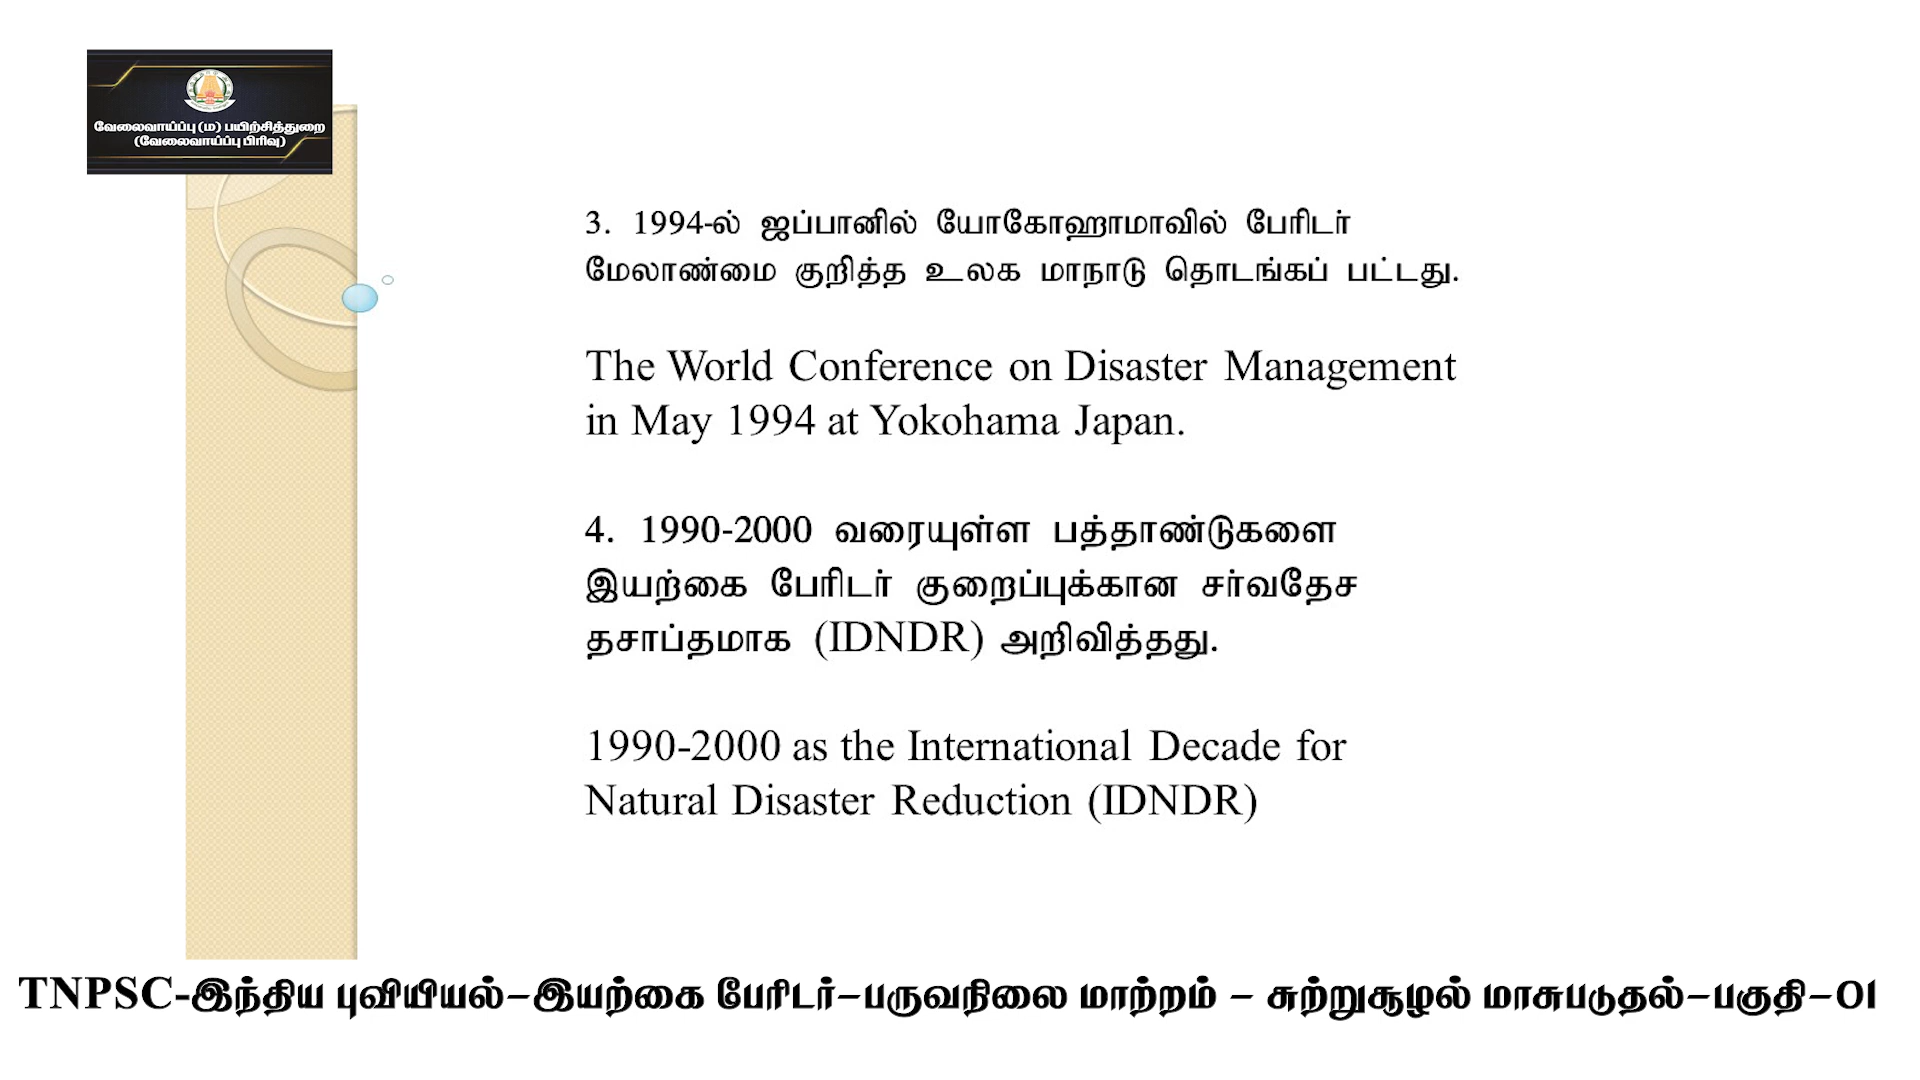 வேலைவாய்ப்பு (ம) பயிற்சித்துறை
(வேலைவாய்ப்பு பிரிவு)
3. 1994-ல் ஜப்பானில் யோகோஹாமாவில் பேரிடர்
மேலாண்மை குறித்த உலக மாநாடு தொடங்கப் பட்டது.
The World Conference on Disaster Management
in May 1994 at Yokohama Japan.
4. 1990-2000 வரையுள்ள பத்தாண்டுகளை
இயற்கை பேரிடர் குறைப்புக்கான சர்வதேச
தசாப்தமாக (IDNDR) அறிவித்தது.
1990-2000 as the International Decade for
Natural Disaster Reduction (IDNDR)
TNPSC-இந்திய புவியியல்-இயற்கை பேரிடர்-பருவநிலை மாற்றம் - சுற்றுசூழல் மாசுபடுதல்-பகுதி-01